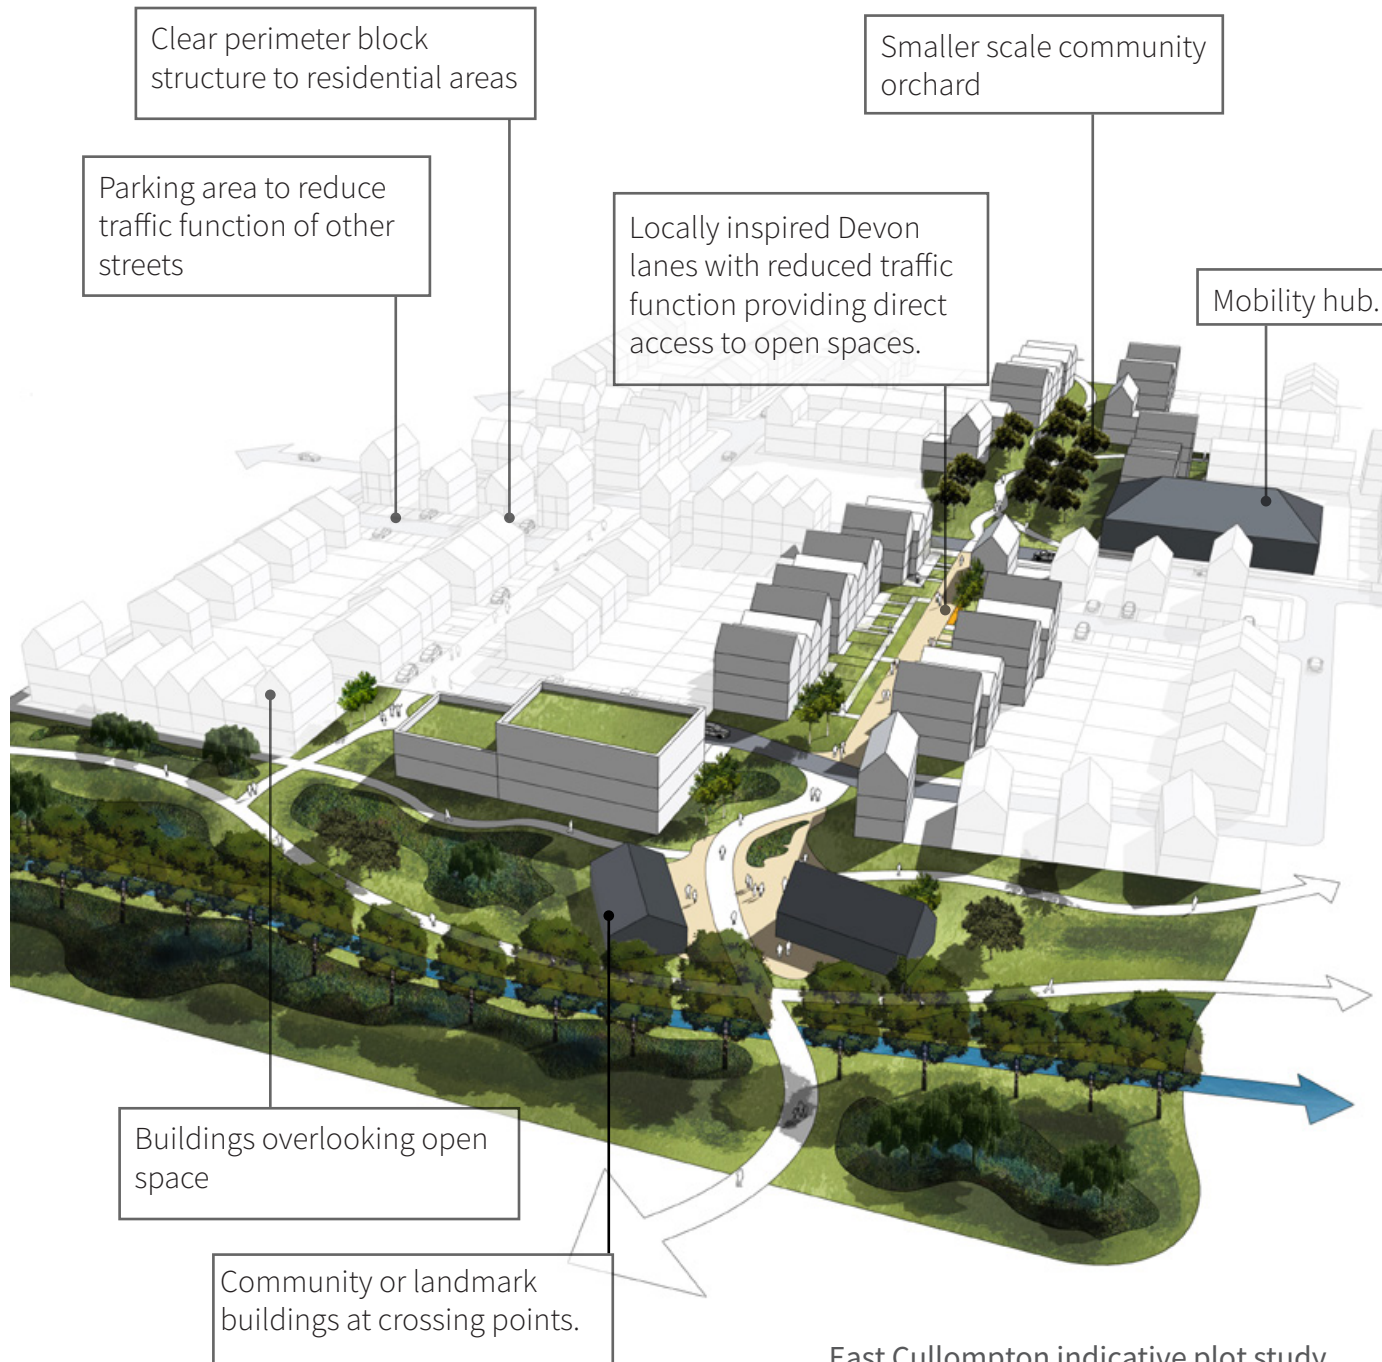 Clear perimeter block
structure to residential areas
Smaller scale community
orchard
Parking area to reduce
traffic function of other
streets
Locally inspired Devon
lanes with reduced traffic
function providing direct
access to open spaces.
Mobility hub.
Buildings overlooking open
space
Community or landmark
buildings at crossing points.
East Cullompton indicative plot study